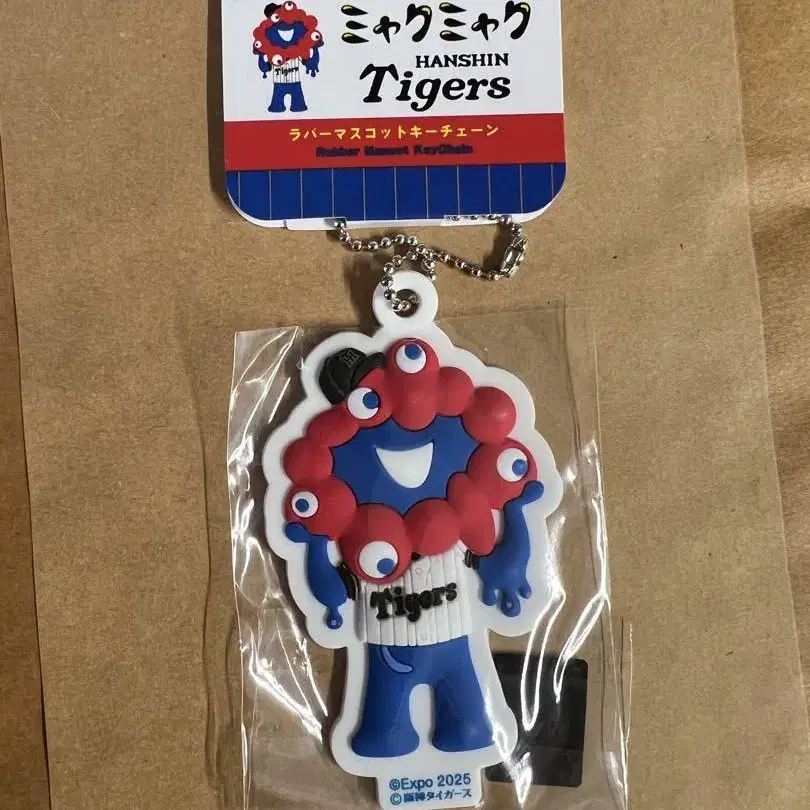 ミャクミャク
HANSHIN
Tigers
ラバーマスコットキーチェーン
Rubber Mascot KeyChain
Tigers
©Expo 2025
©阪神タイガース